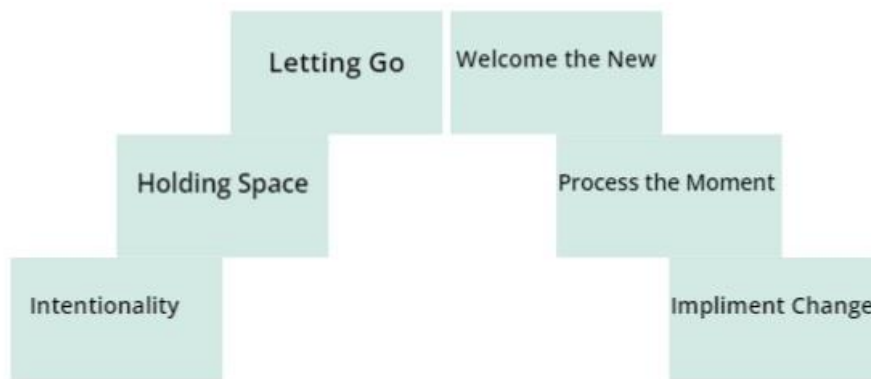 Letting Go
Welcome the New
Holding Space
Process the Moment
Intentionality
Impliment Change